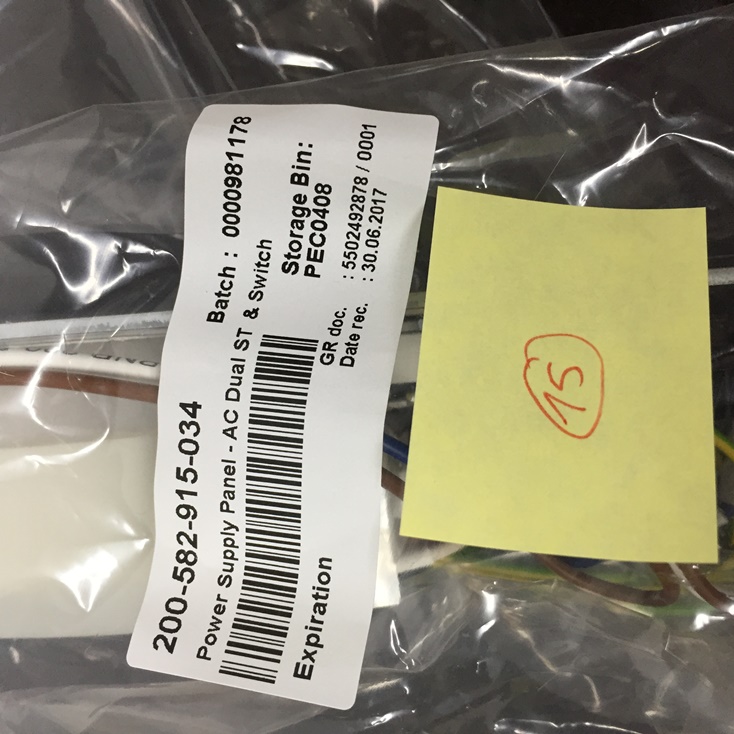 200-582-915-034
Batch : 0000981178
Power Supply Panel - AC Dual ST & Switch
Storage Bin:
PEC0408
GR doc. : 5502492878 / 0001
Date rec. : 30.06.2017
Expiration
15